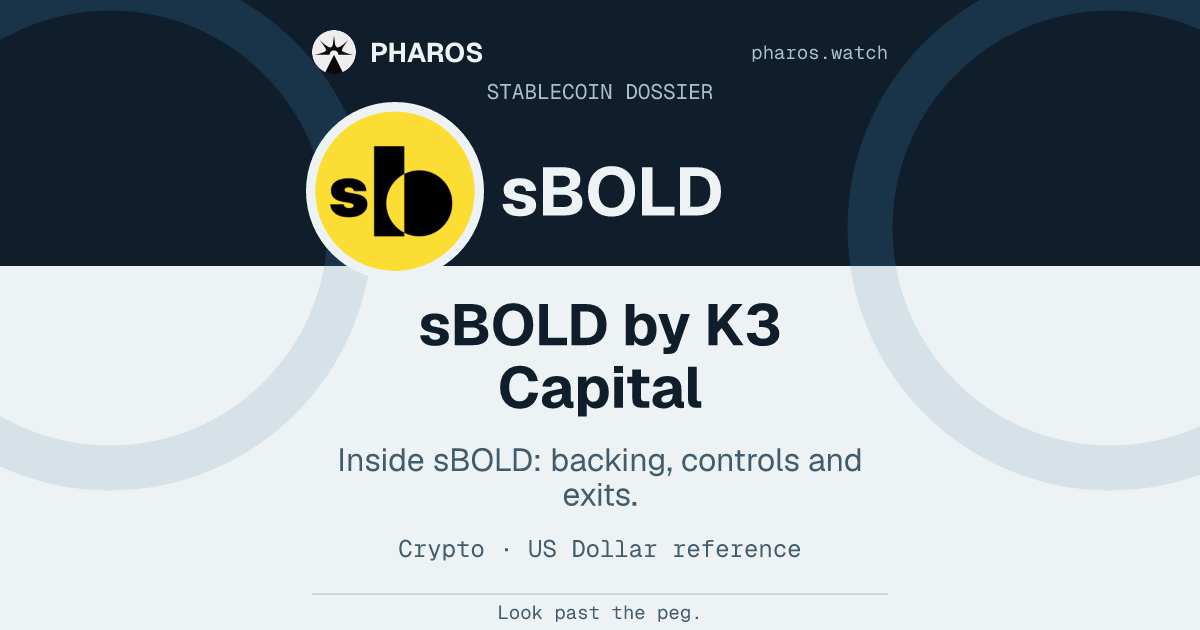 PHAROS
pharos.watch
STABLECOIN DOSSIER
sb
sBOLD
sBOLD by K3
Capital
Inside sBOLD: backing, controls and
exits.
Crypto · US Dollar reference
Look past the peg.